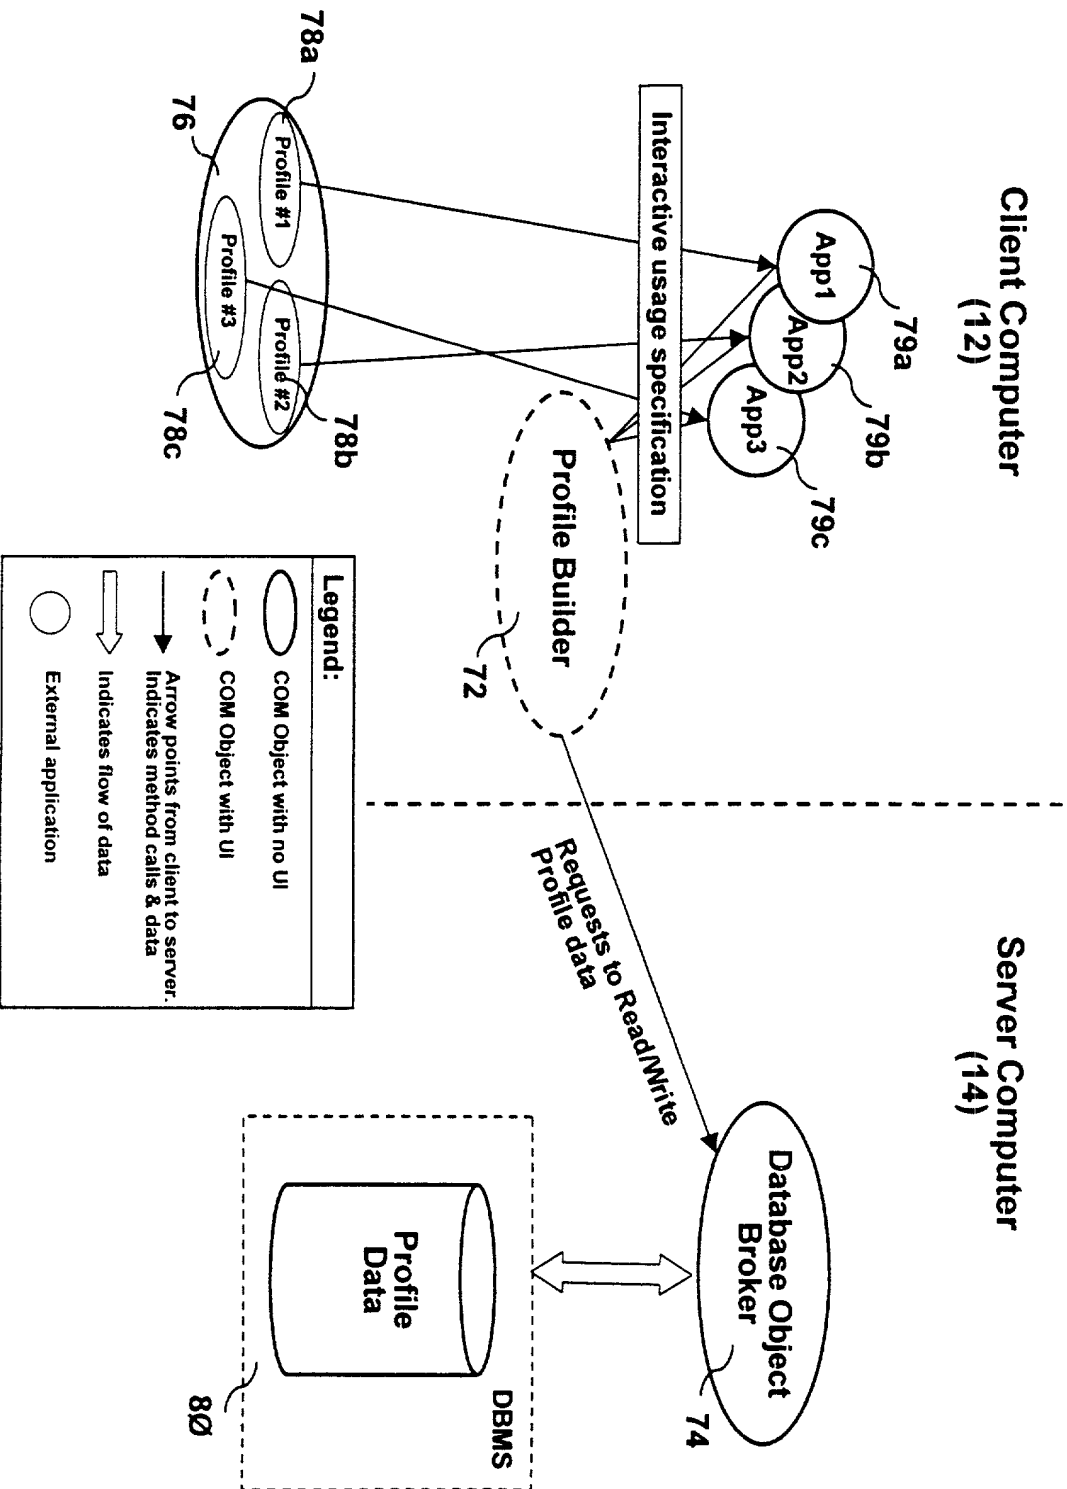 Client Computer
(12)
Server Computer
(14)
79a
79b
79c
App1
App2
App3
Interactive usage specification
78a
76
Profile #1
Profile #2
Profile #3
78b
78c
Profile Builder
72
Requests to Read/Write
Profile data
Database Object
Broker
74
DBMS
Profile
Data
8Ø
Legend:
COM Object with no UI
COM Object with UI
Arrow points from client to server.
Indicates method calls & data
Indicates flow of data
External application